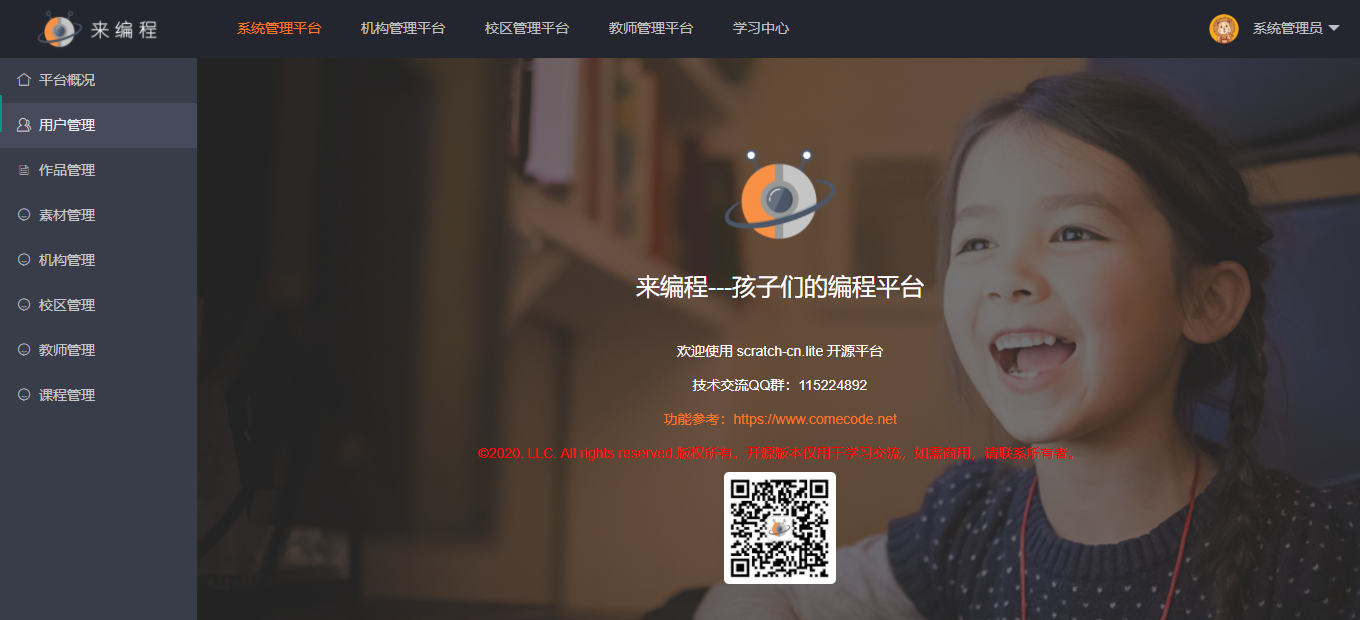 来编程
系统管理平台 机构管理平台 校区管理平台 教师管理平台 学习中心
系统管理员
平台概况
用户管理
作品管理
素材管理
机构管理
校区管理
教师管理
课程管理
来编程---孩子们的编程平台
欢迎使用 scratch-cn.lite 开源平台
技术交流QQ群：115224892
功能参考：https://www.comecode.net
©2020. LLC. All rights reserved 版权所有。开源版本仅用于学习交流，如需商用，请联系所有者。